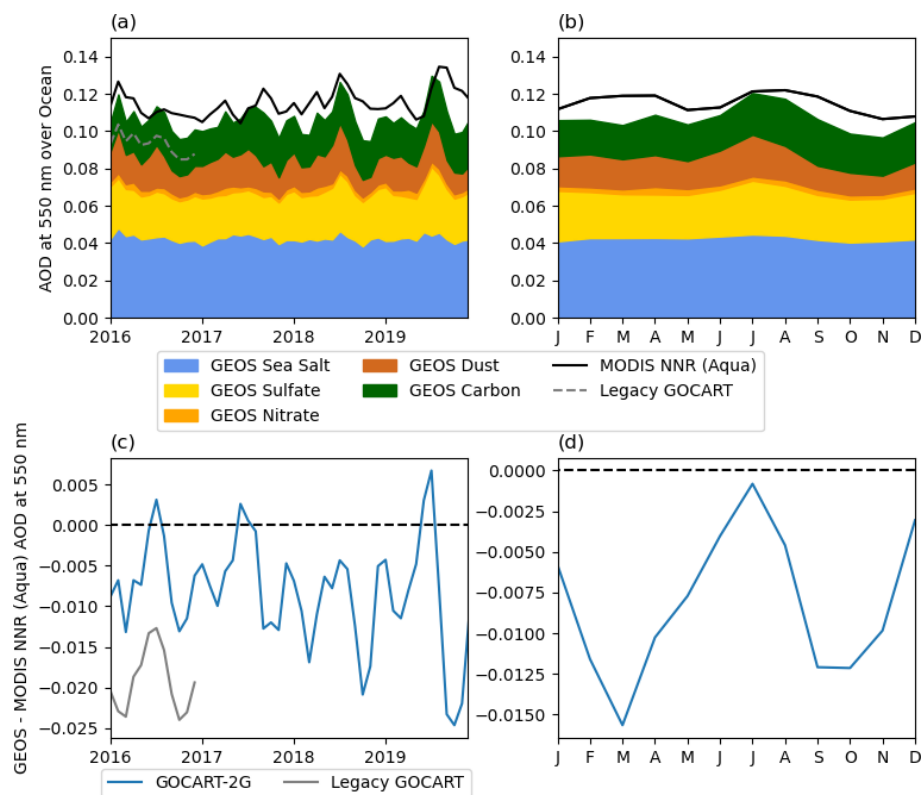 (a)
(b)
AOD at 550 nm over Ocean
0.14
0.12
0.10
0.08
0.06
0.04
0.02
0.00
2016 2017 2018 2019
0.14
0.12
0.10
0.08
0.06
0.04
0.02
0.00
J F M A M J J A S O N D
GEOS Sea Salt
GEOS Sulfate
GEOS Nitrate
GEOS Dust
GEOS Carbon
MODIS NNR (Aqua)
Legacy GOCART
(c)
(d)
GEOS - MODIS NNR (Aqua) AOD at 550 nm
0.005
0.000
−0.005
−0.010
−0.015
−0.020
−0.025
2016 2017 2018 2019
0.0000
−0.0025
−0.0050
−0.0075
−0.0100
−0.0125
−0.0150
J F M A M J J A S O N D
GOCART-2G
Legacy GOCART